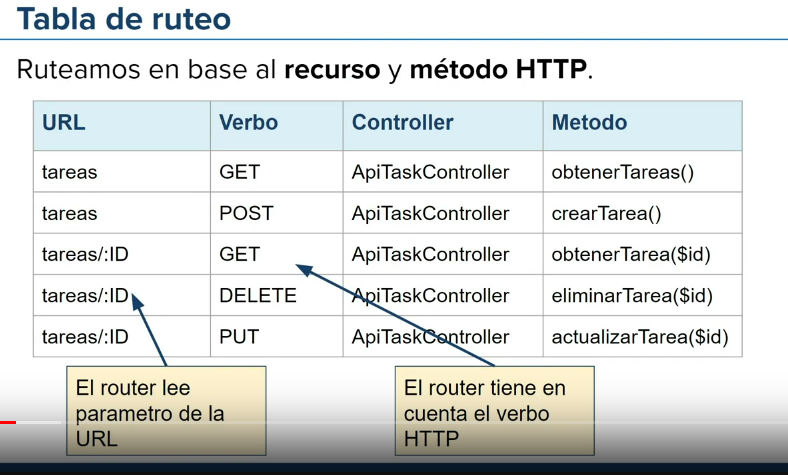 Tabla de ruteo
Ruteamos en base al recurso y método HTTP.
URL Verbo Controller Metodo
tareas GET ApiTaskController obtenerTareas()
tareas POST ApiTaskController crearTarea()
tareas/:ID GET ApiTaskController obtenerTarea($id)
tareas/:ID DELETE ApiTaskController eliminarTarea($id)
tareas/:ID PUT ApiTaskController actualizarTarea($id)
El router lee
parametro de la
URL
El router tiene en
cuenta el verbo
HTTP